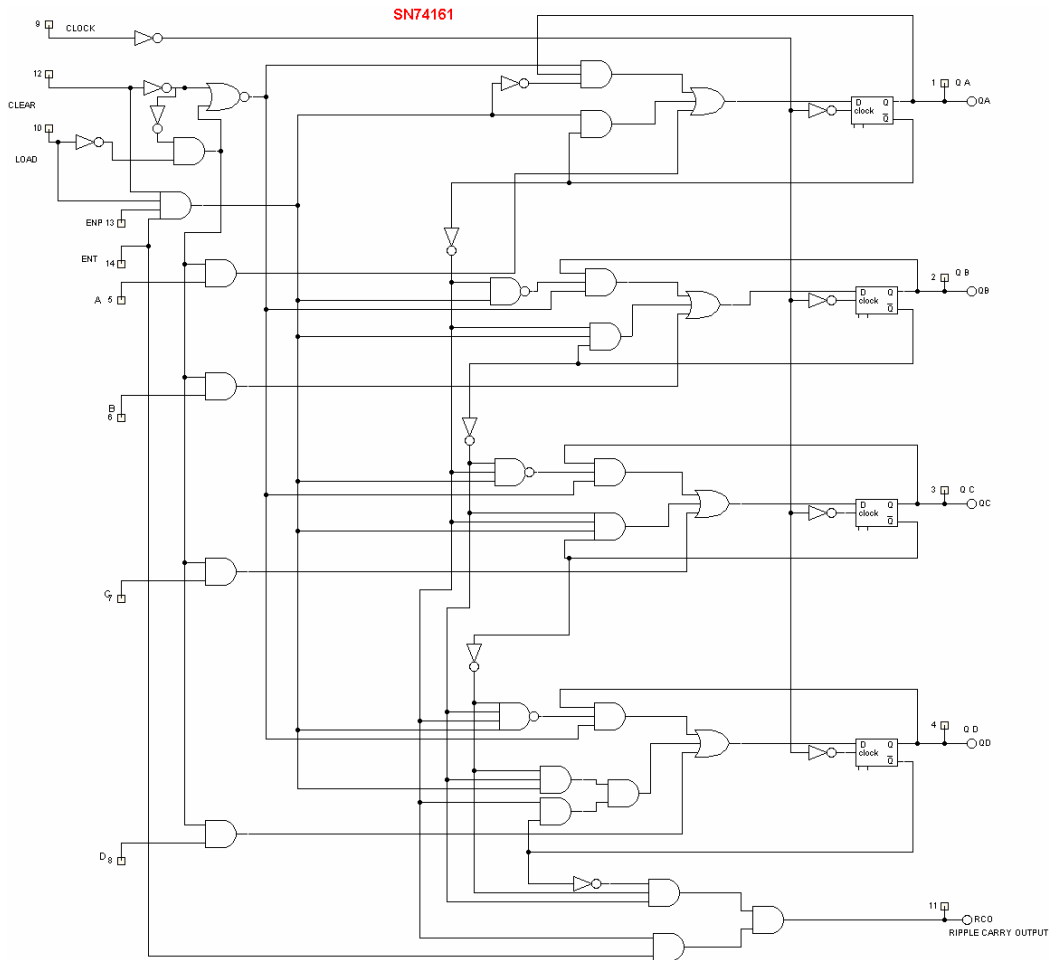 SN74161
9 CLOCK
12
CLEAR
10
LOAD
ENP 13
ENT 14
A 5
B 6
C 7
D 8
D Q
clock
Q
1 Q A
QA
D Q
clock
Q
2 Q B
QB
D Q
clock
Q
3 Q C
QC
D Q
clock
Q
4 Q D
QD
11
RCO
RIPPLE CARRY OUTPUT